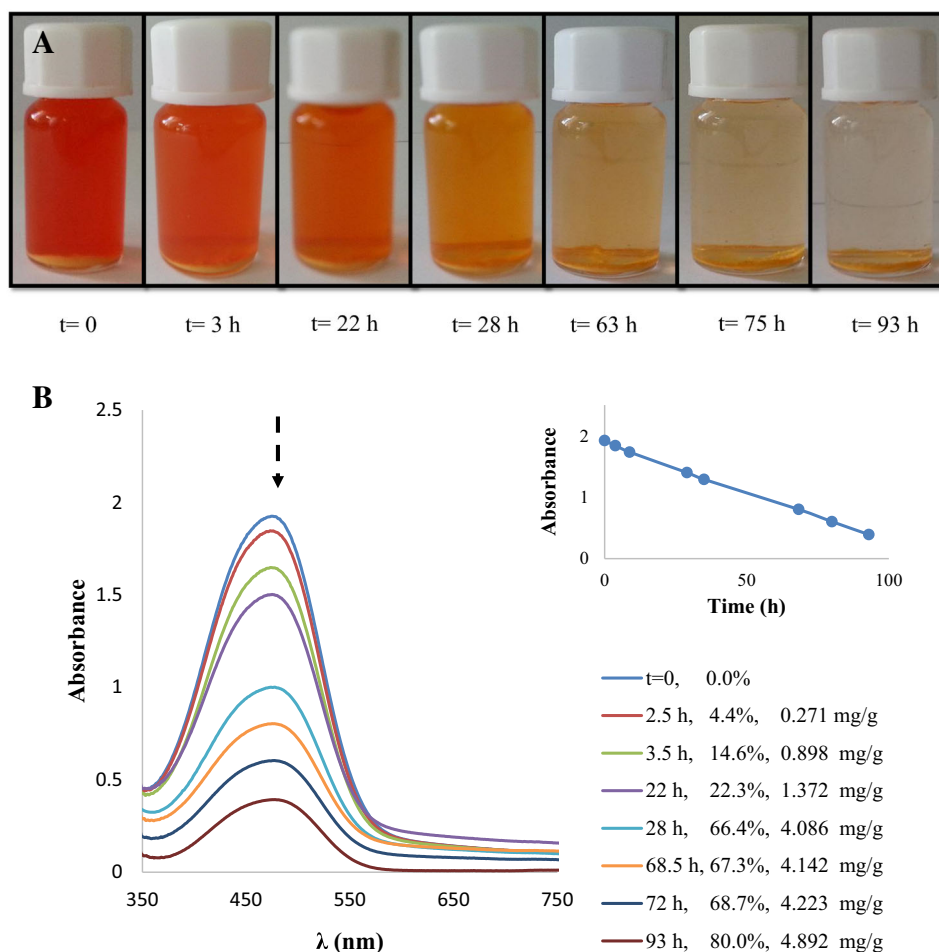 A
t= 0 t= 3 h t= 22 h t= 28 h t= 63 h t= 75 h t= 93 h
B
2.5
2
1.5
1
0.5
0
Absorbance
350 450 550 650 750
λ (nm)
2
1
0
Absorbance
0 50 100
Time (h)
t=0, 0.0%
2.5 h, 4.4%, 0.271 mg/g
3.5 h, 14.6%, 0.898 mg/g
22 h, 22.3%, 1.372 mg/g
28 h, 66.4%, 4.086 mg/g
68.5 h, 67.3%, 4.142 mg/g
72 h, 68.7%, 4.223 mg/g
93 h, 80.0%, 4.892 mg/g